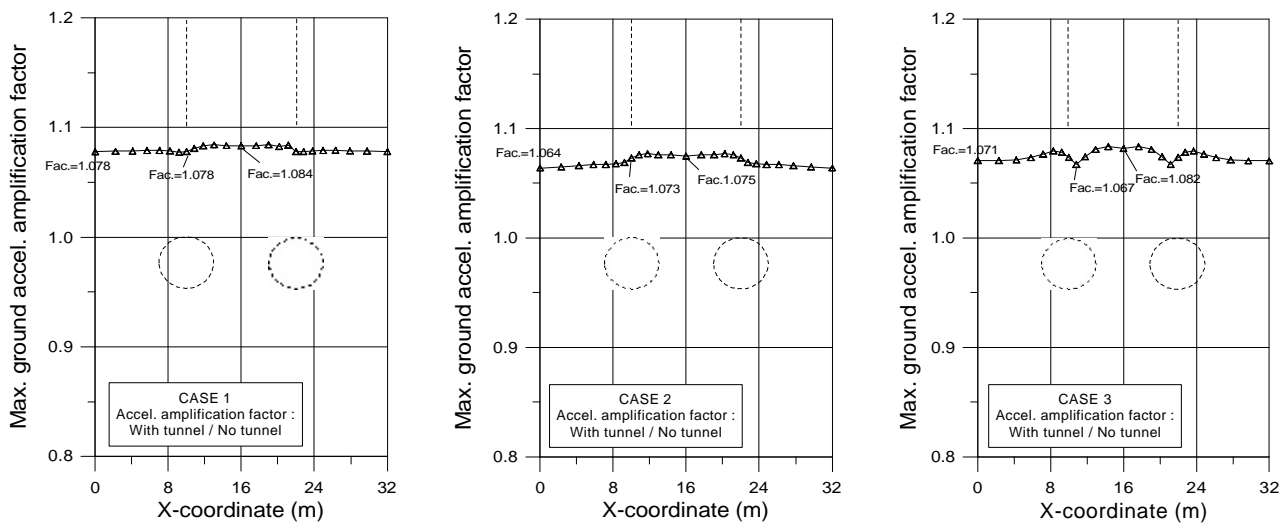 Max. ground accel. amplification factor
1.2
1.1
1.0
0.9
0.8
Fac.=1.078
Fac.=1.078
Fac.=1.084
CASE 1
Accel. amplification factor :
With tunnel / No tunnel
0 8 16 24 32
X-coordinate (m)
Max. ground accel. amplification factor
1.2
1.1
1.0
0.9
0.8
Fac.=1.064
Fac.=1.073
Fac.1.075
CASE 2
Accel. amplification factor :
With tunnel / No tunnel
0 8 16 24 32
X-coordinate (m)
Max. ground accel. amplification factor
1.2
1.1
1.0
0.9
0.8
Fac.=1.071
Fac.=1.067
Fac.=1.082
CASE 3
Accel. amplification factor :
With tunnel / No tunnel
0 8 16 24 32
X-coordinate (m)